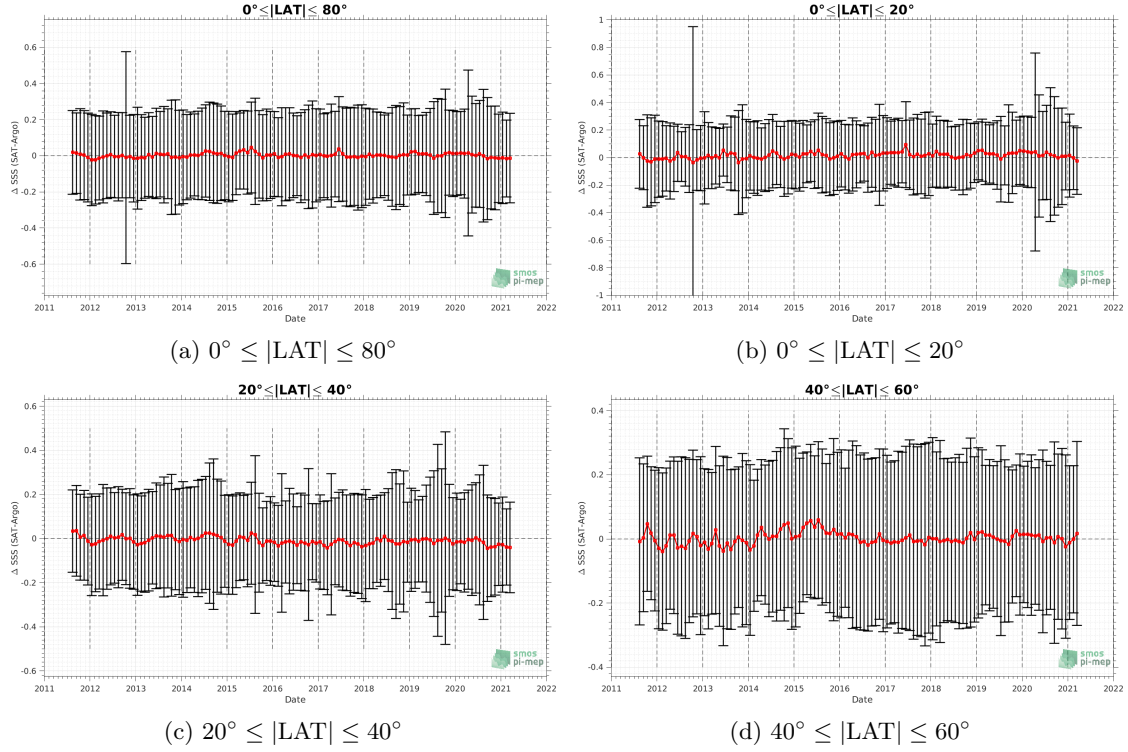 0°≤|LAT|≤ 80°
0.6
0.4
0.2
0
-0.2
-0.4
-0.6
Δ SSS (SAT-Argo)
2011 2012 2013 2014 2015 2016 2017 2018 2019 2020 2021 2022
Date
smos
pi-mep
(a) 0° ≤ |LAT| ≤ 80°
0°≤|LAT|≤ 20°
1
0.8
0.6
0.4
0.2
0
-0.2
-0.4
-0.6
-0.8
-1
Δ SSS (SAT-Argo)
2011 2012 2013 2014 2015 2016 2017 2018 2019 2020 2021 2022
Date
smos
pi-mep
(b) 0° ≤ |LAT| ≤ 20°
20°≤|LAT|≤ 40°
0.6
0.4
0.2
0
-0.2
-0.4
-0.6
Δ SSS (SAT-Argo)
2011 2012 2013 2014 2015 2016 2017 2018 2019 2020 2021 2022
Date
smos
pi-mep
(c) 20° ≤ |LAT| ≤ 40°
40°≤|LAT|≤ 60°
0.4
0.2
0
-0.2
-0.4
Δ SSS (SAT-Argo)
2011 2012 2013 2014 2015 2016 2017 2018 2019 2020 2021 2022
Date
smos
pi-mep
(d) 40° ≤ |LAT| ≤ 60°